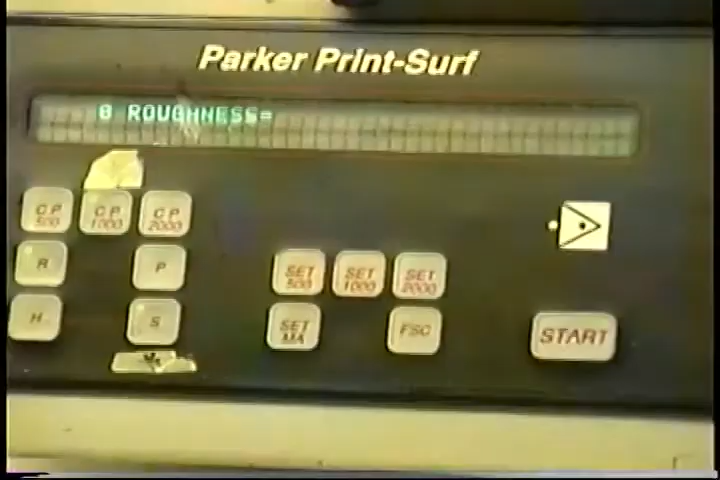 Parker Print-Surf
0 ROUGHNESS=
CP 500
CP 1000
CP 2000
R
P
H
S
SET 500
SET 1000
SET 2000
SET MA
FSC
START